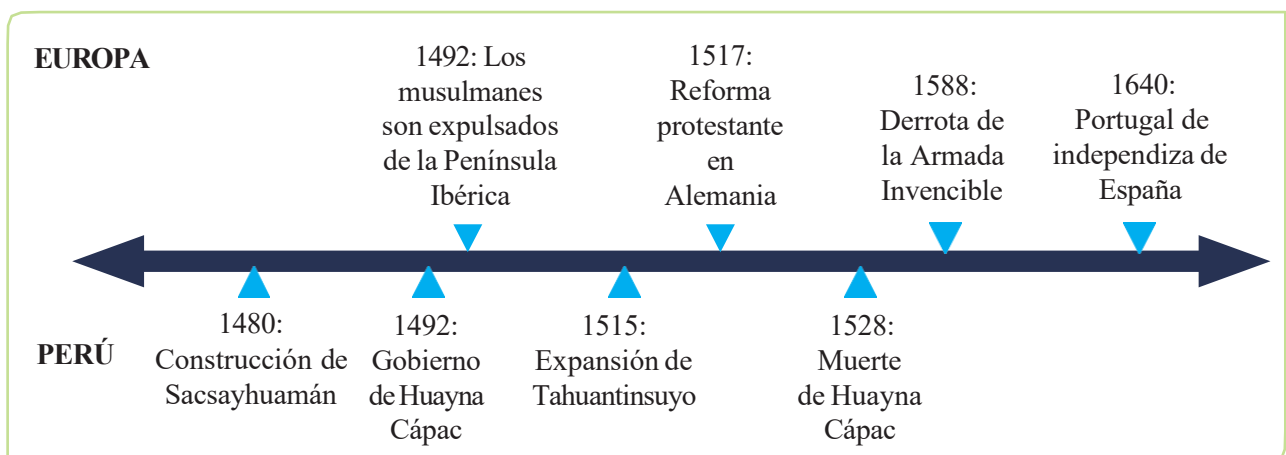 EUROPA
1492: Los
musulmanes
son expulsados
de la Península
Ibérica
1517:
Reforma
protestante
en
Alemania
1588:
Derrota de
la Armada
Invencible
1640:
Portugal de
independiza de
España
PERÚ
1480:
Construcción de
Sacsayhuamán
1492:
Gobierno
de Huayna
Cápac
1515:
Expansión de
Tahuantinsuyo
1528:
Muerte
de Huayna
Cápac